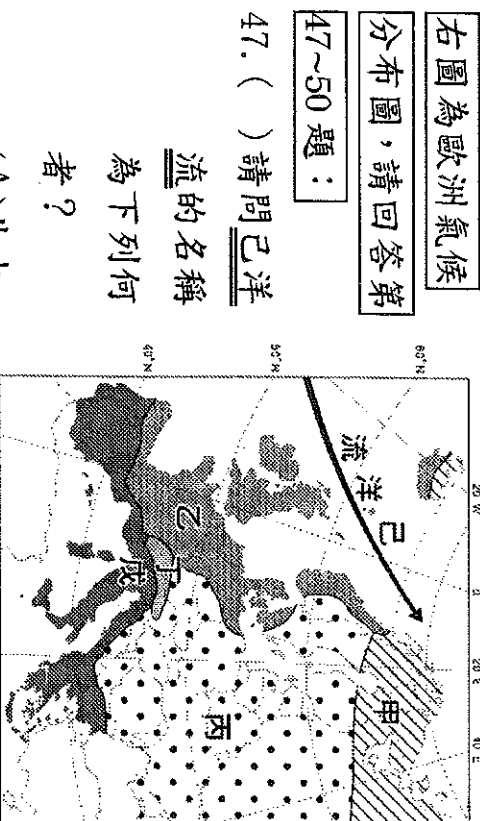 右圖為歐洲氣候
分布圖，請回答第
47~50 題：
47. (　) 請問己洋
流的名稱
為下列何
者？
60°N
50°N
40°N
20°W
0°
20°E
40°E
己
洋
流
甲
乙
丙
丁
戊